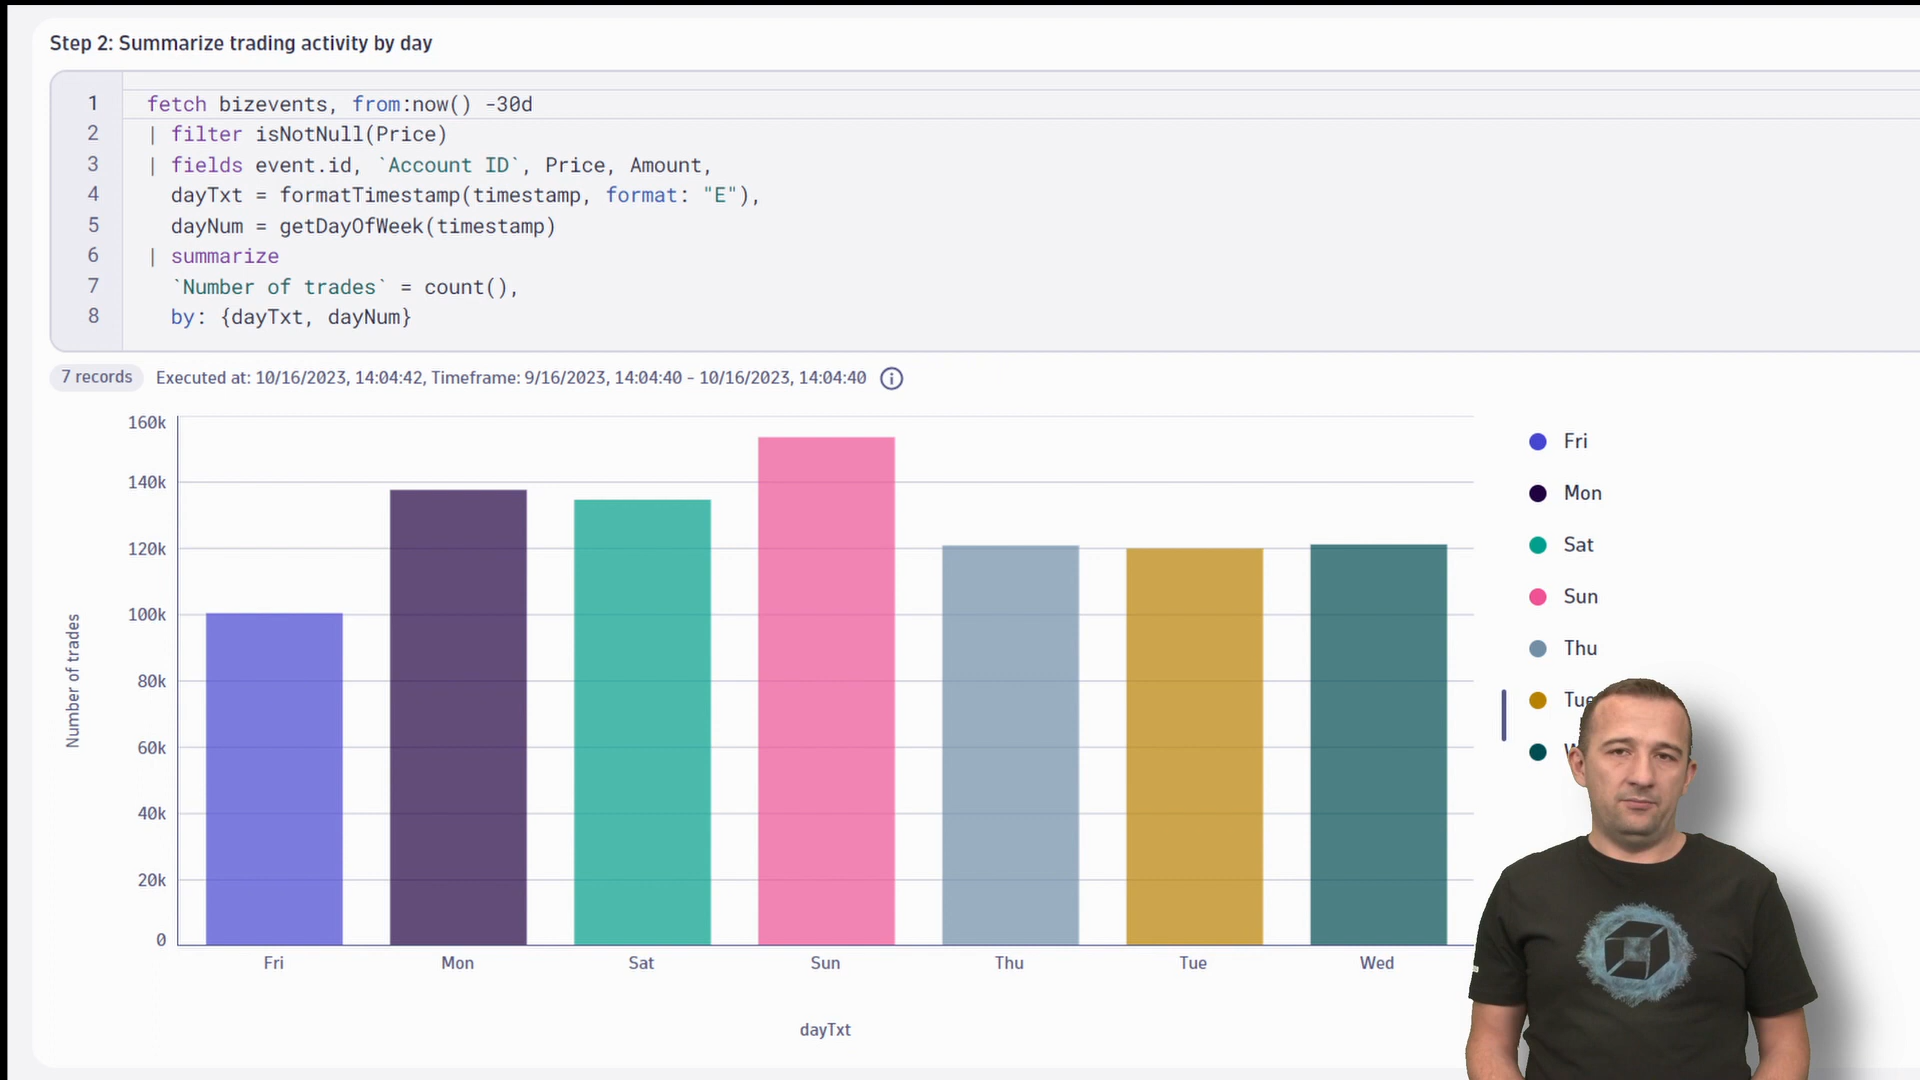 Step 2: Summarize trading activity by day
1 fetch bizevents, from:now() -30d
2 | filter isNotNull(Price)
3 | fields event.id, `Account ID`, Price, Amount,
4 dayTxt = formatTimestamp(timestamp, format: "E"),
5 dayNum = getDayOfWeek(timestamp)
6 | summarize
7 `Number of trades` = count(),
8 by: {dayTxt, dayNum}
7 records Executed at: 10/16/2023, 14:04:42, Timeframe: 9/16/2023, 14:04:40 - 10/16/2023, 14:04:40
160k
140k
120k
100k
80k
60k
40k
20k
0
Number of trades
Fri Mon Sat Sun Thu Tue Wed
dayTxt
Fri
Mon
Sat
Sun
Thu
Tue